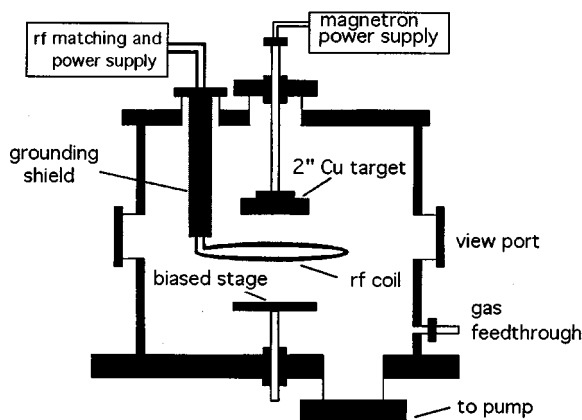 rf matching and
power supply
magnetron
power supply
grounding
shield
2" Cu target
view port
biased stage
rf coil
gas
feedthrough
to pump